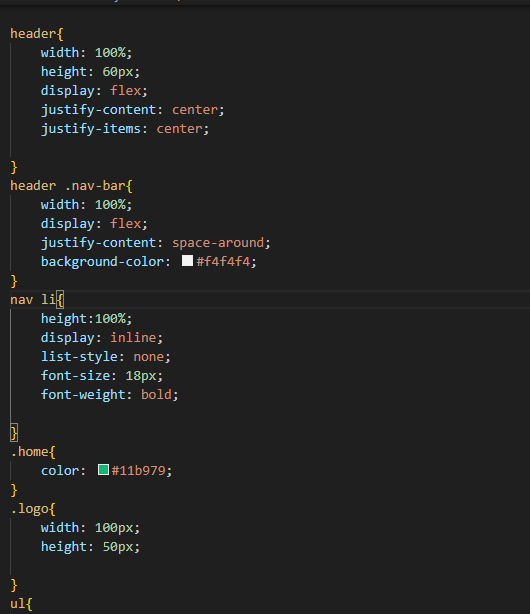 header{
    width: 100%;
    height: 60px;
    display: flex;
    justify-content: center;
    justify-items: center;

}
header .nav-bar{
    width: 100%;
    display: flex;
    justify-content: space-around;
    background-color: #f4f4f4;
}
nav li{
    height:100%;
    display: inline;
    list-style: none;
    font-size: 18px;
    font-weight: bold;

}
.home{
    color: #11b979;
}
.logo{
    width: 100px;
    height: 50px;

}
ul{